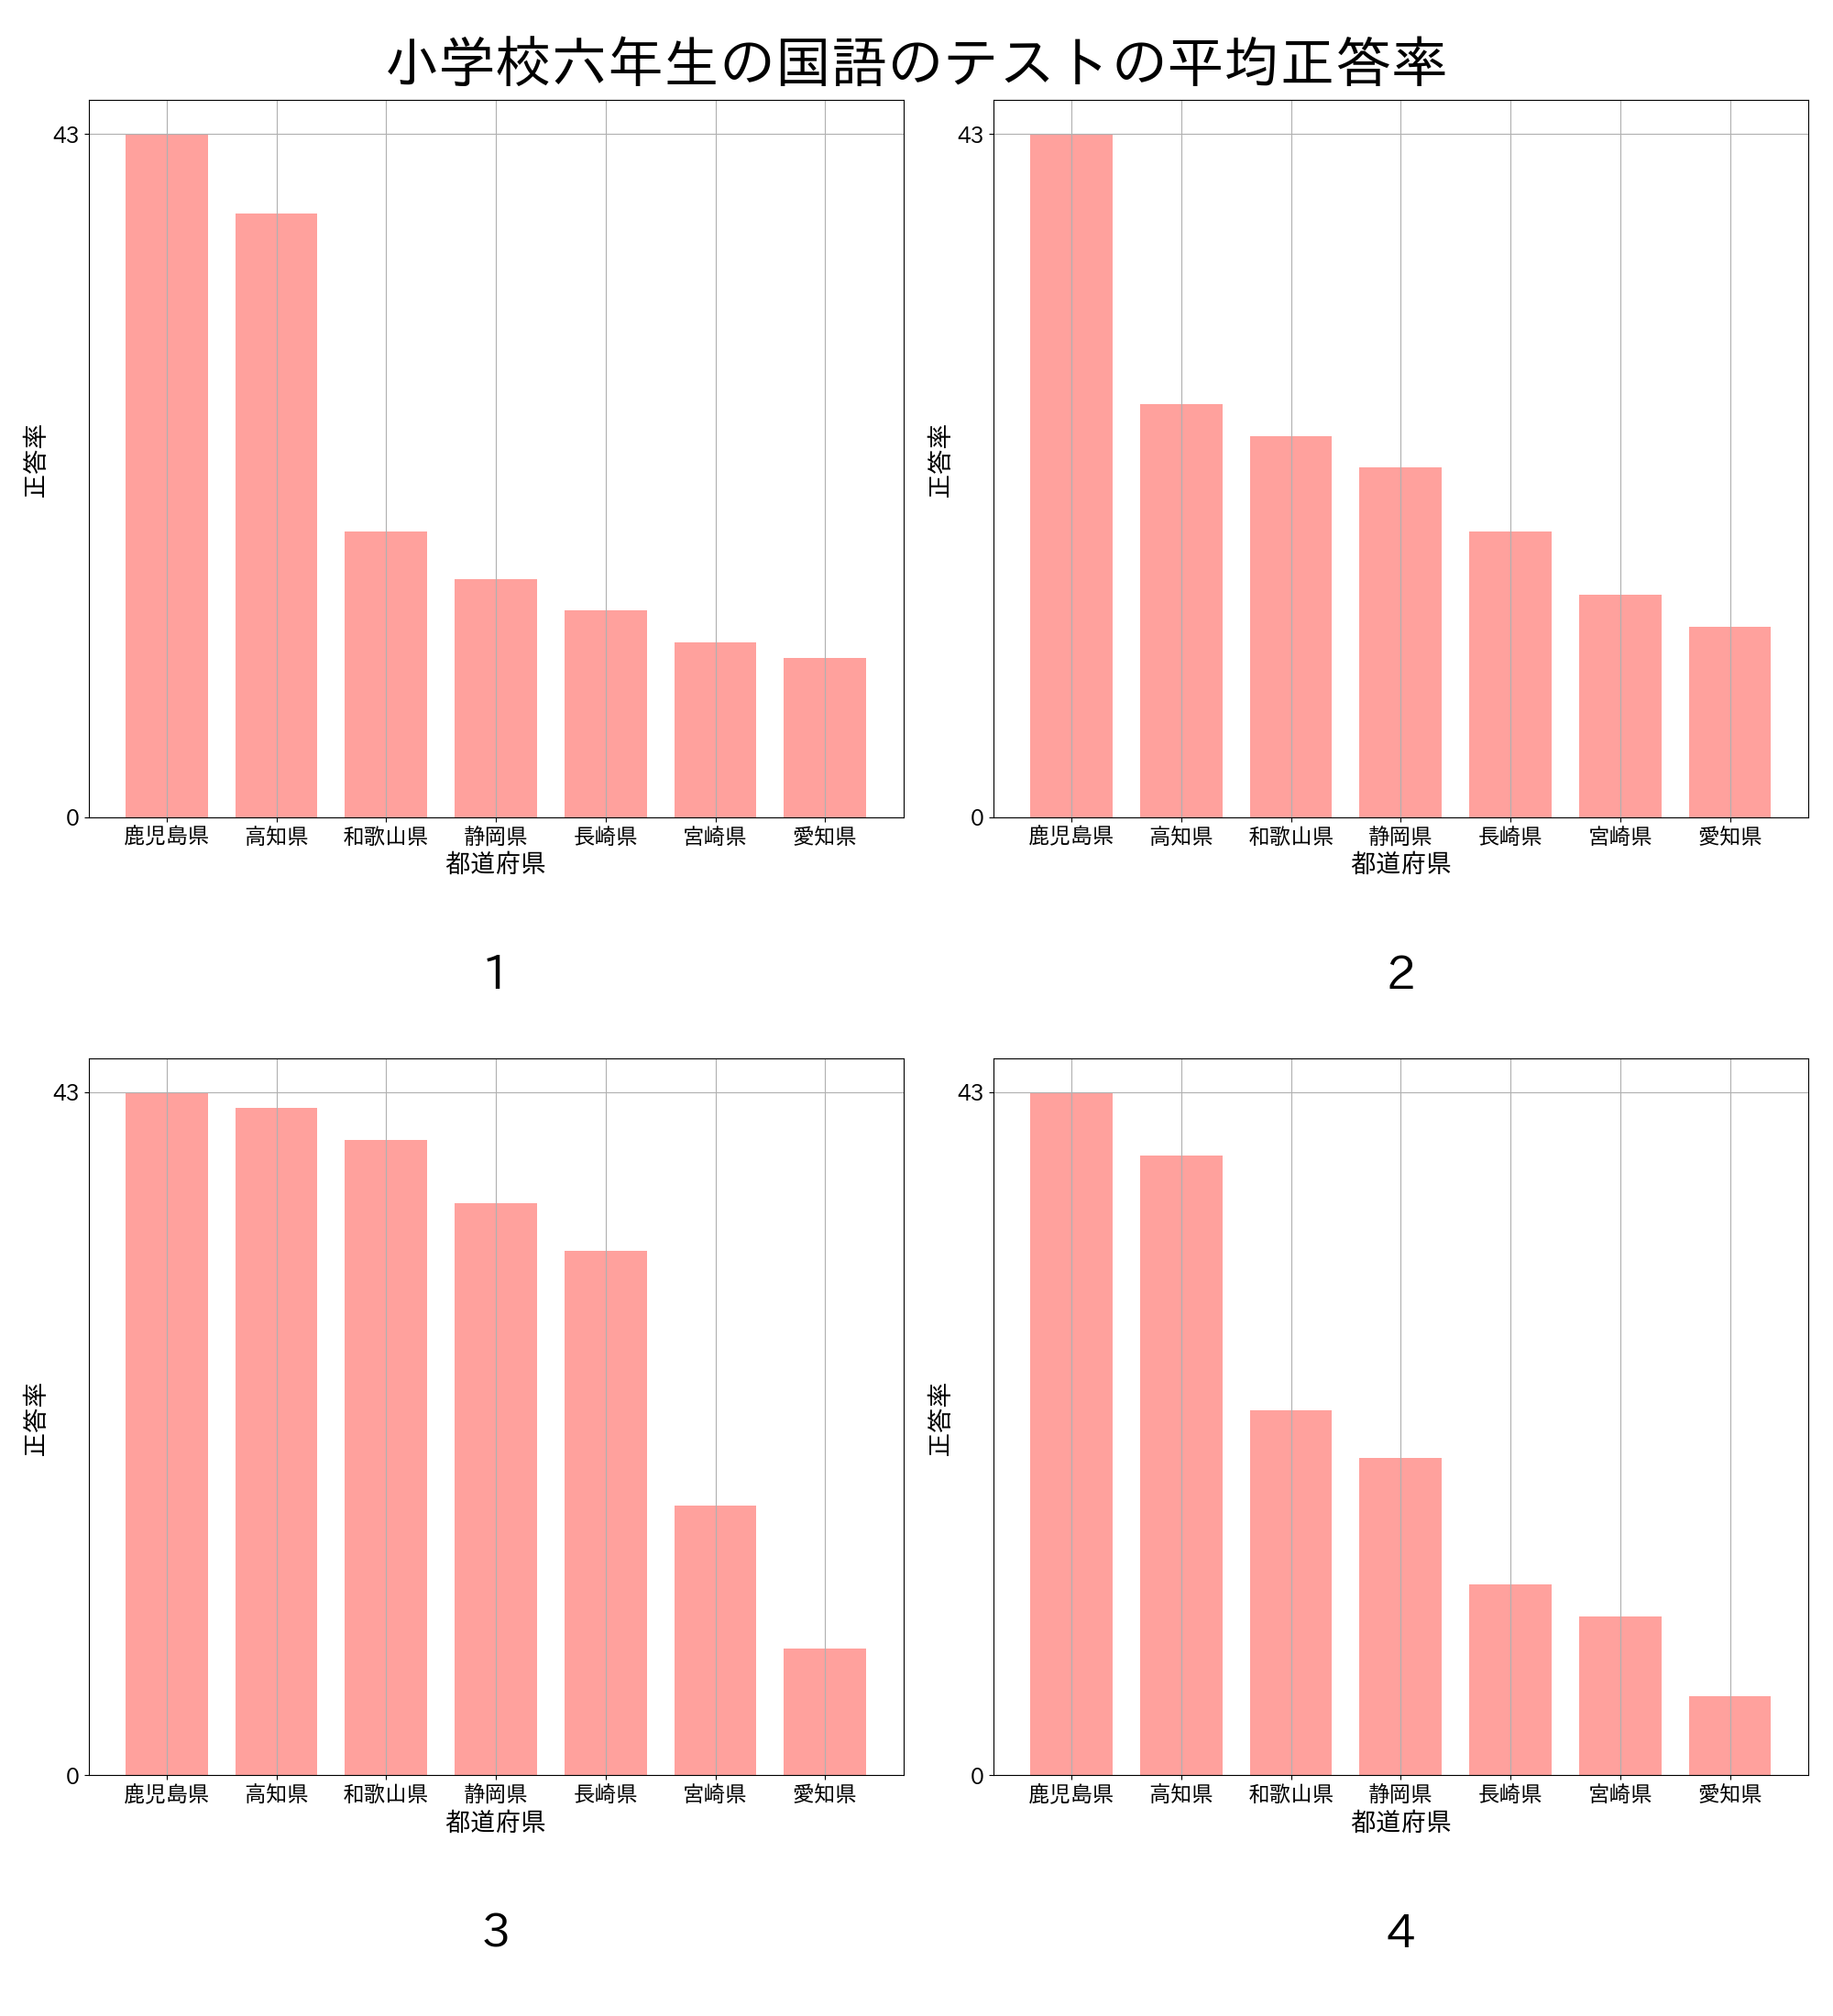 小学校六年生の国語のテストの平均正答率
43
0
正答率
鹿児島県 高知県 和歌山県 静岡県 長崎県 宮崎県 愛知県
都道府県
1
43
0
正答率
鹿児島県 高知県 和歌山県 静岡県 長崎県 宮崎県 愛知県
都道府県
2
43
0
正答率
鹿児島県 高知県 和歌山県 静岡県 長崎県 宮崎県 愛知県
都道府県
3
43
0
正答率
鹿児島県 高知県 和歌山県 静岡県 長崎県 宮崎県 愛知県
都道府県
4